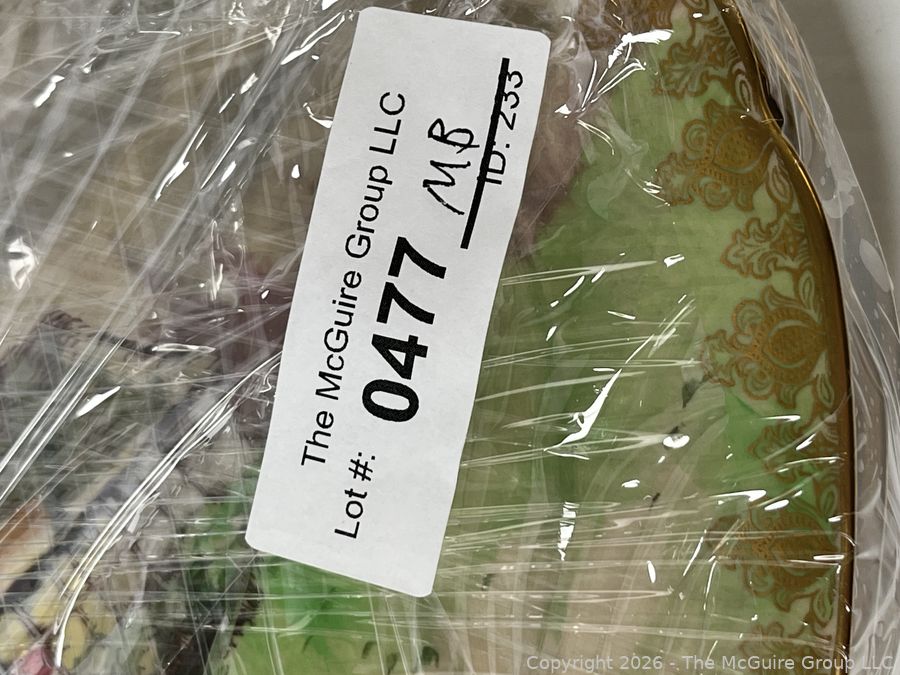 The McGuire Group LLC
Lot #: 0477 MB
ID: 233
Copyright 2026 - The McGuire Group LLC